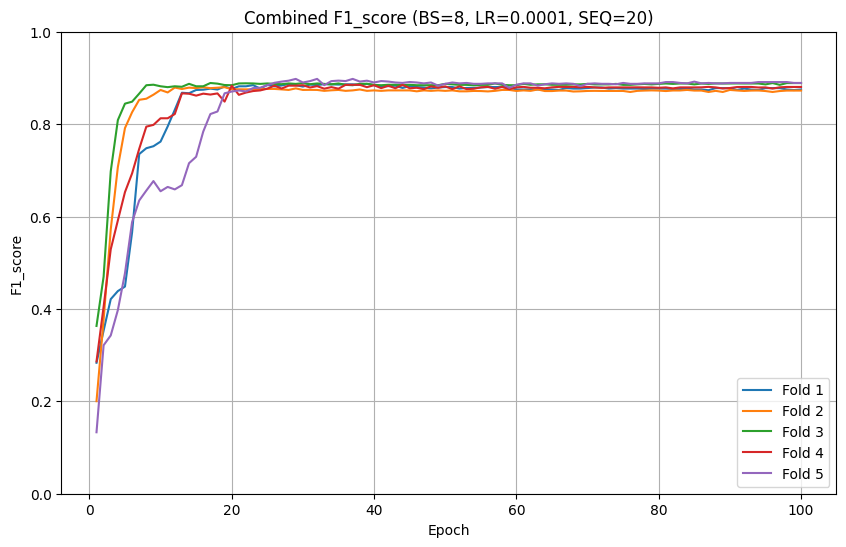 Combined F1_score (BS=8, LR=0.0001, SEQ=20)
1.0
0.8
0.6
0.4
0.2
0.0
F1_score
0 20 40 60 80 100
Epoch
Fold 1
Fold 2
Fold 3
Fold 4
Fold 5